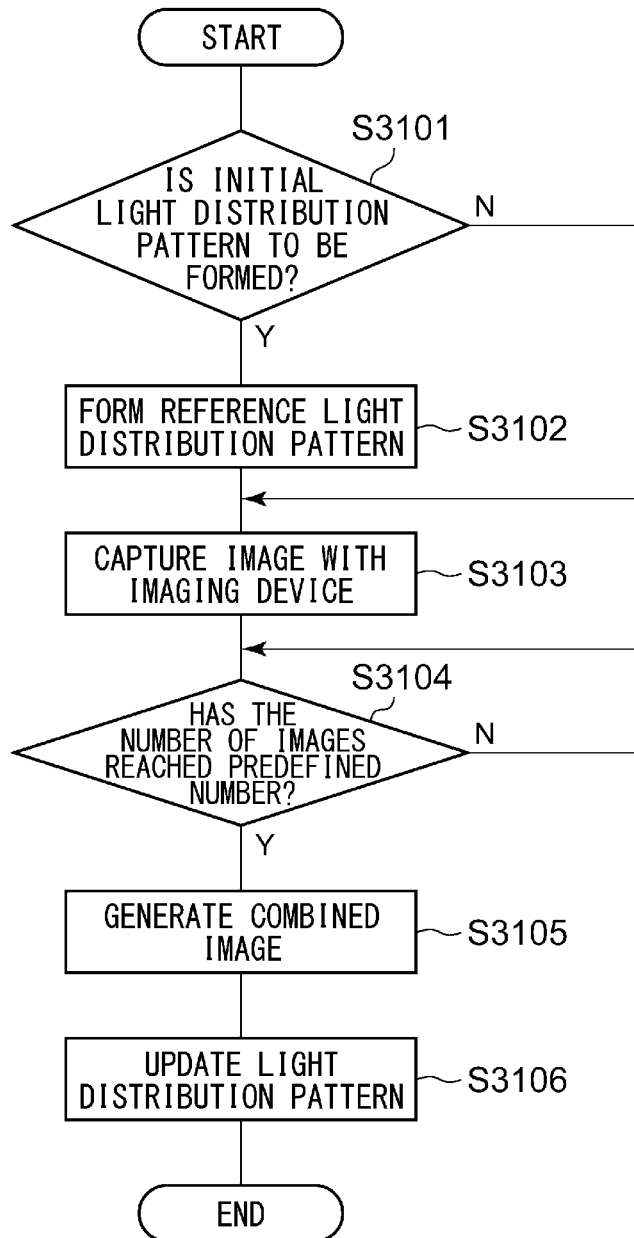 START
S3101
IS INITIAL
LIGHT DISTRIBUTION
PATTERN TO BE
FORMED?
N
Y
FORM REFERENCE LIGHT
DISTRIBUTION PATTERN
S3102
CAPTURE IMAGE WITH
IMAGING DEVICE
S3103
S3104
HAS THE
NUMBER OF IMAGES
REACHED PREDEFINED
NUMBER?
N
Y
GENERATE COMBINED
IMAGE
S3105
UPDATE LIGHT
DISTRIBUTION PATTERN
S3106
END